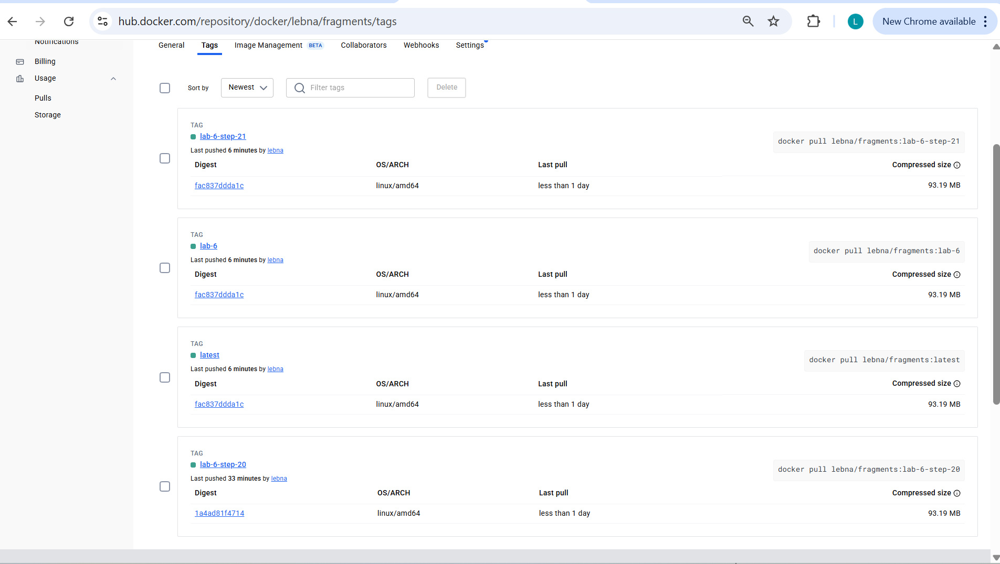 hub.docker.com/repository/docker/lebna/fragments/tags
L
New Chrome available
Notifications
Billing
Usage
Pulls
Storage
General Tags Image Management BETA Collaborators Webhooks Settings
Sort by Newest Filter tags Delete
TAG
lab-6-step-21
docker pull lebna/fragments:lab-6-step-21
Last pushed 6 minutes by lebna
Digest OS/ARCH Last pull Compressed size
fac837ddda1c linux/amd64 less than 1 day 93.19 MB
TAG
lab-6
docker pull lebna/fragments:lab-6
Last pushed 6 minutes by lebna
Digest OS/ARCH Last pull Compressed size
fac837ddda1c linux/amd64 less than 1 day 93.19 MB
TAG
latest
docker pull lebna/fragments:latest
Last pushed 6 minutes by lebna
Digest OS/ARCH Last pull Compressed size
fac837ddda1c linux/amd64 less than 1 day 93.19 MB
TAG
lab-6-step-20
docker pull lebna/fragments:lab-6-step-20
Last pushed 33 minutes by lebna
Digest OS/ARCH Last pull Compressed size
1a4ad81f4714 linux/amd64 less than 1 day 93.19 MB